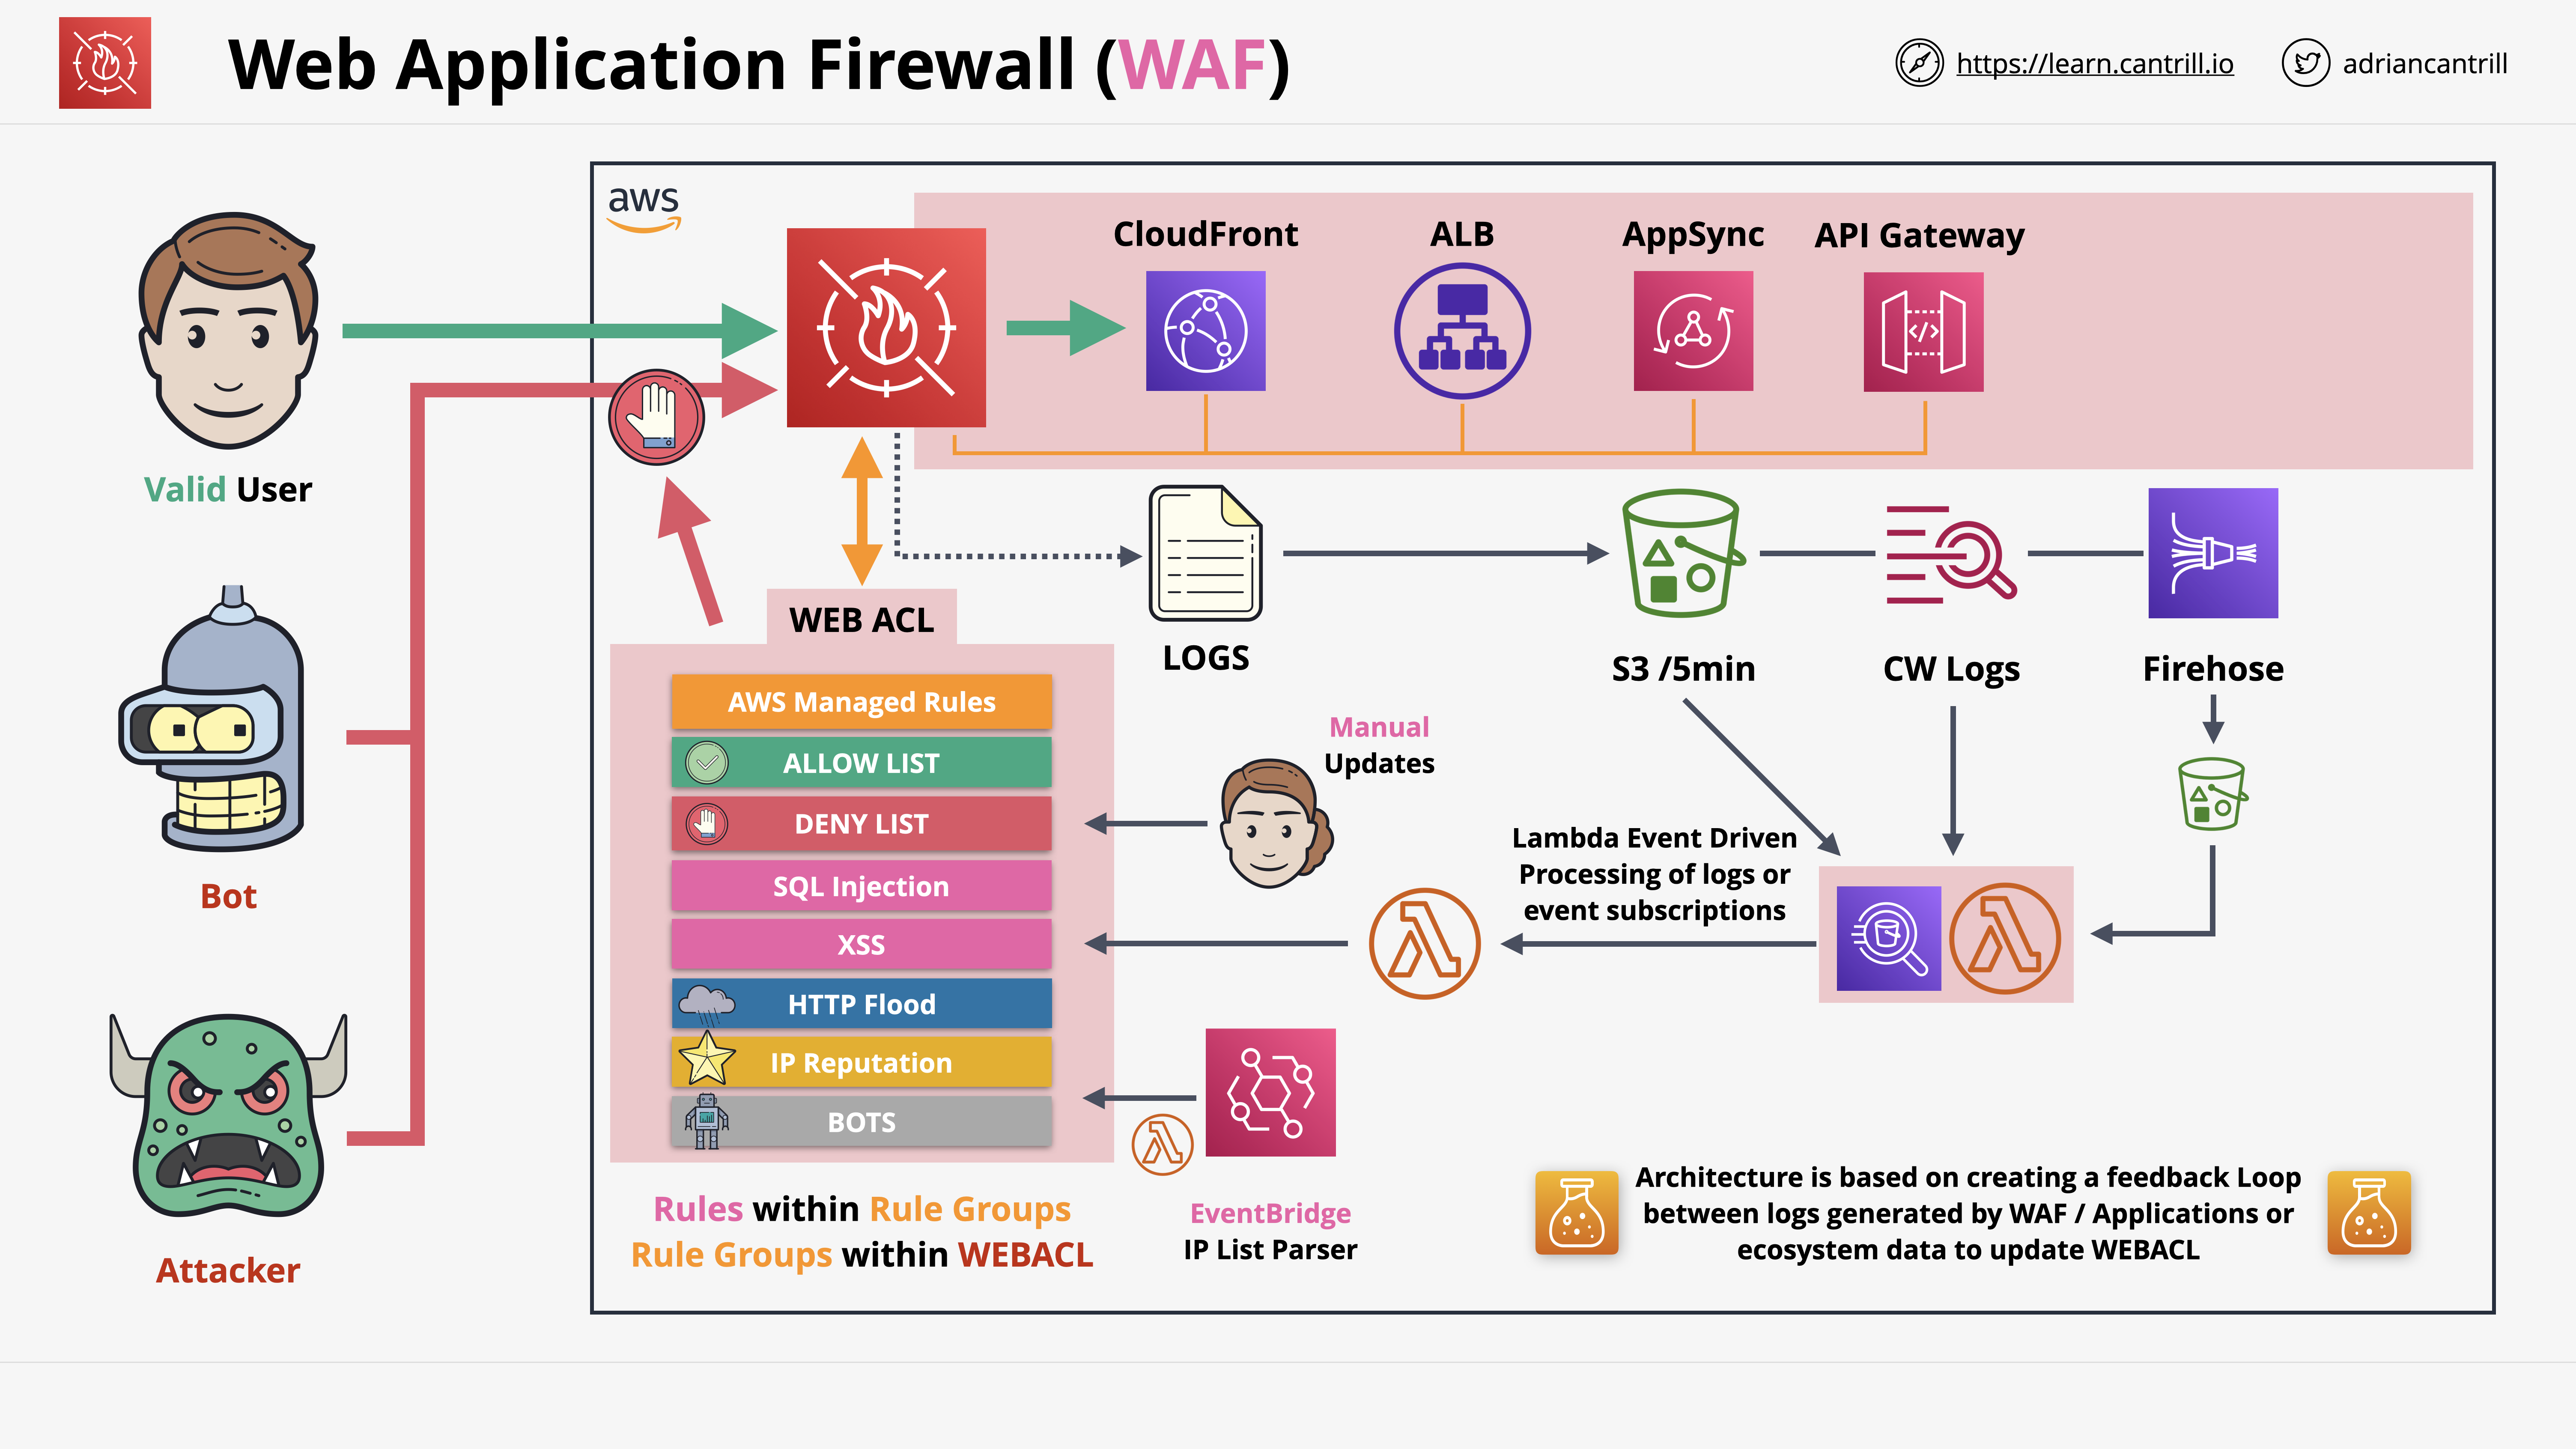 Web Application Firewall (WAF)
https://learn.cantrill.io
adriancantrill
aws
CloudFront
ALB
AppSync
API Gateway
Valid User
WEB ACL
LOGS
S3 /5min
CW Logs
Firehose
AWS Managed Rules
ALLOW LIST
DENY LIST
SQL Injection
XSS
HTTP Flood
IP Reputation
BOTS
Manual
Updates
Lambda Event Driven
Processing of logs or
event subscriptions
Bot
Attacker
Rules within Rule Groups
Rule Groups within WEBACL
EventBridge
IP List Parser
Architecture is based on creating a feedback Loop
between logs generated by WAF / Applications or
ecosystem data to update WEBACL